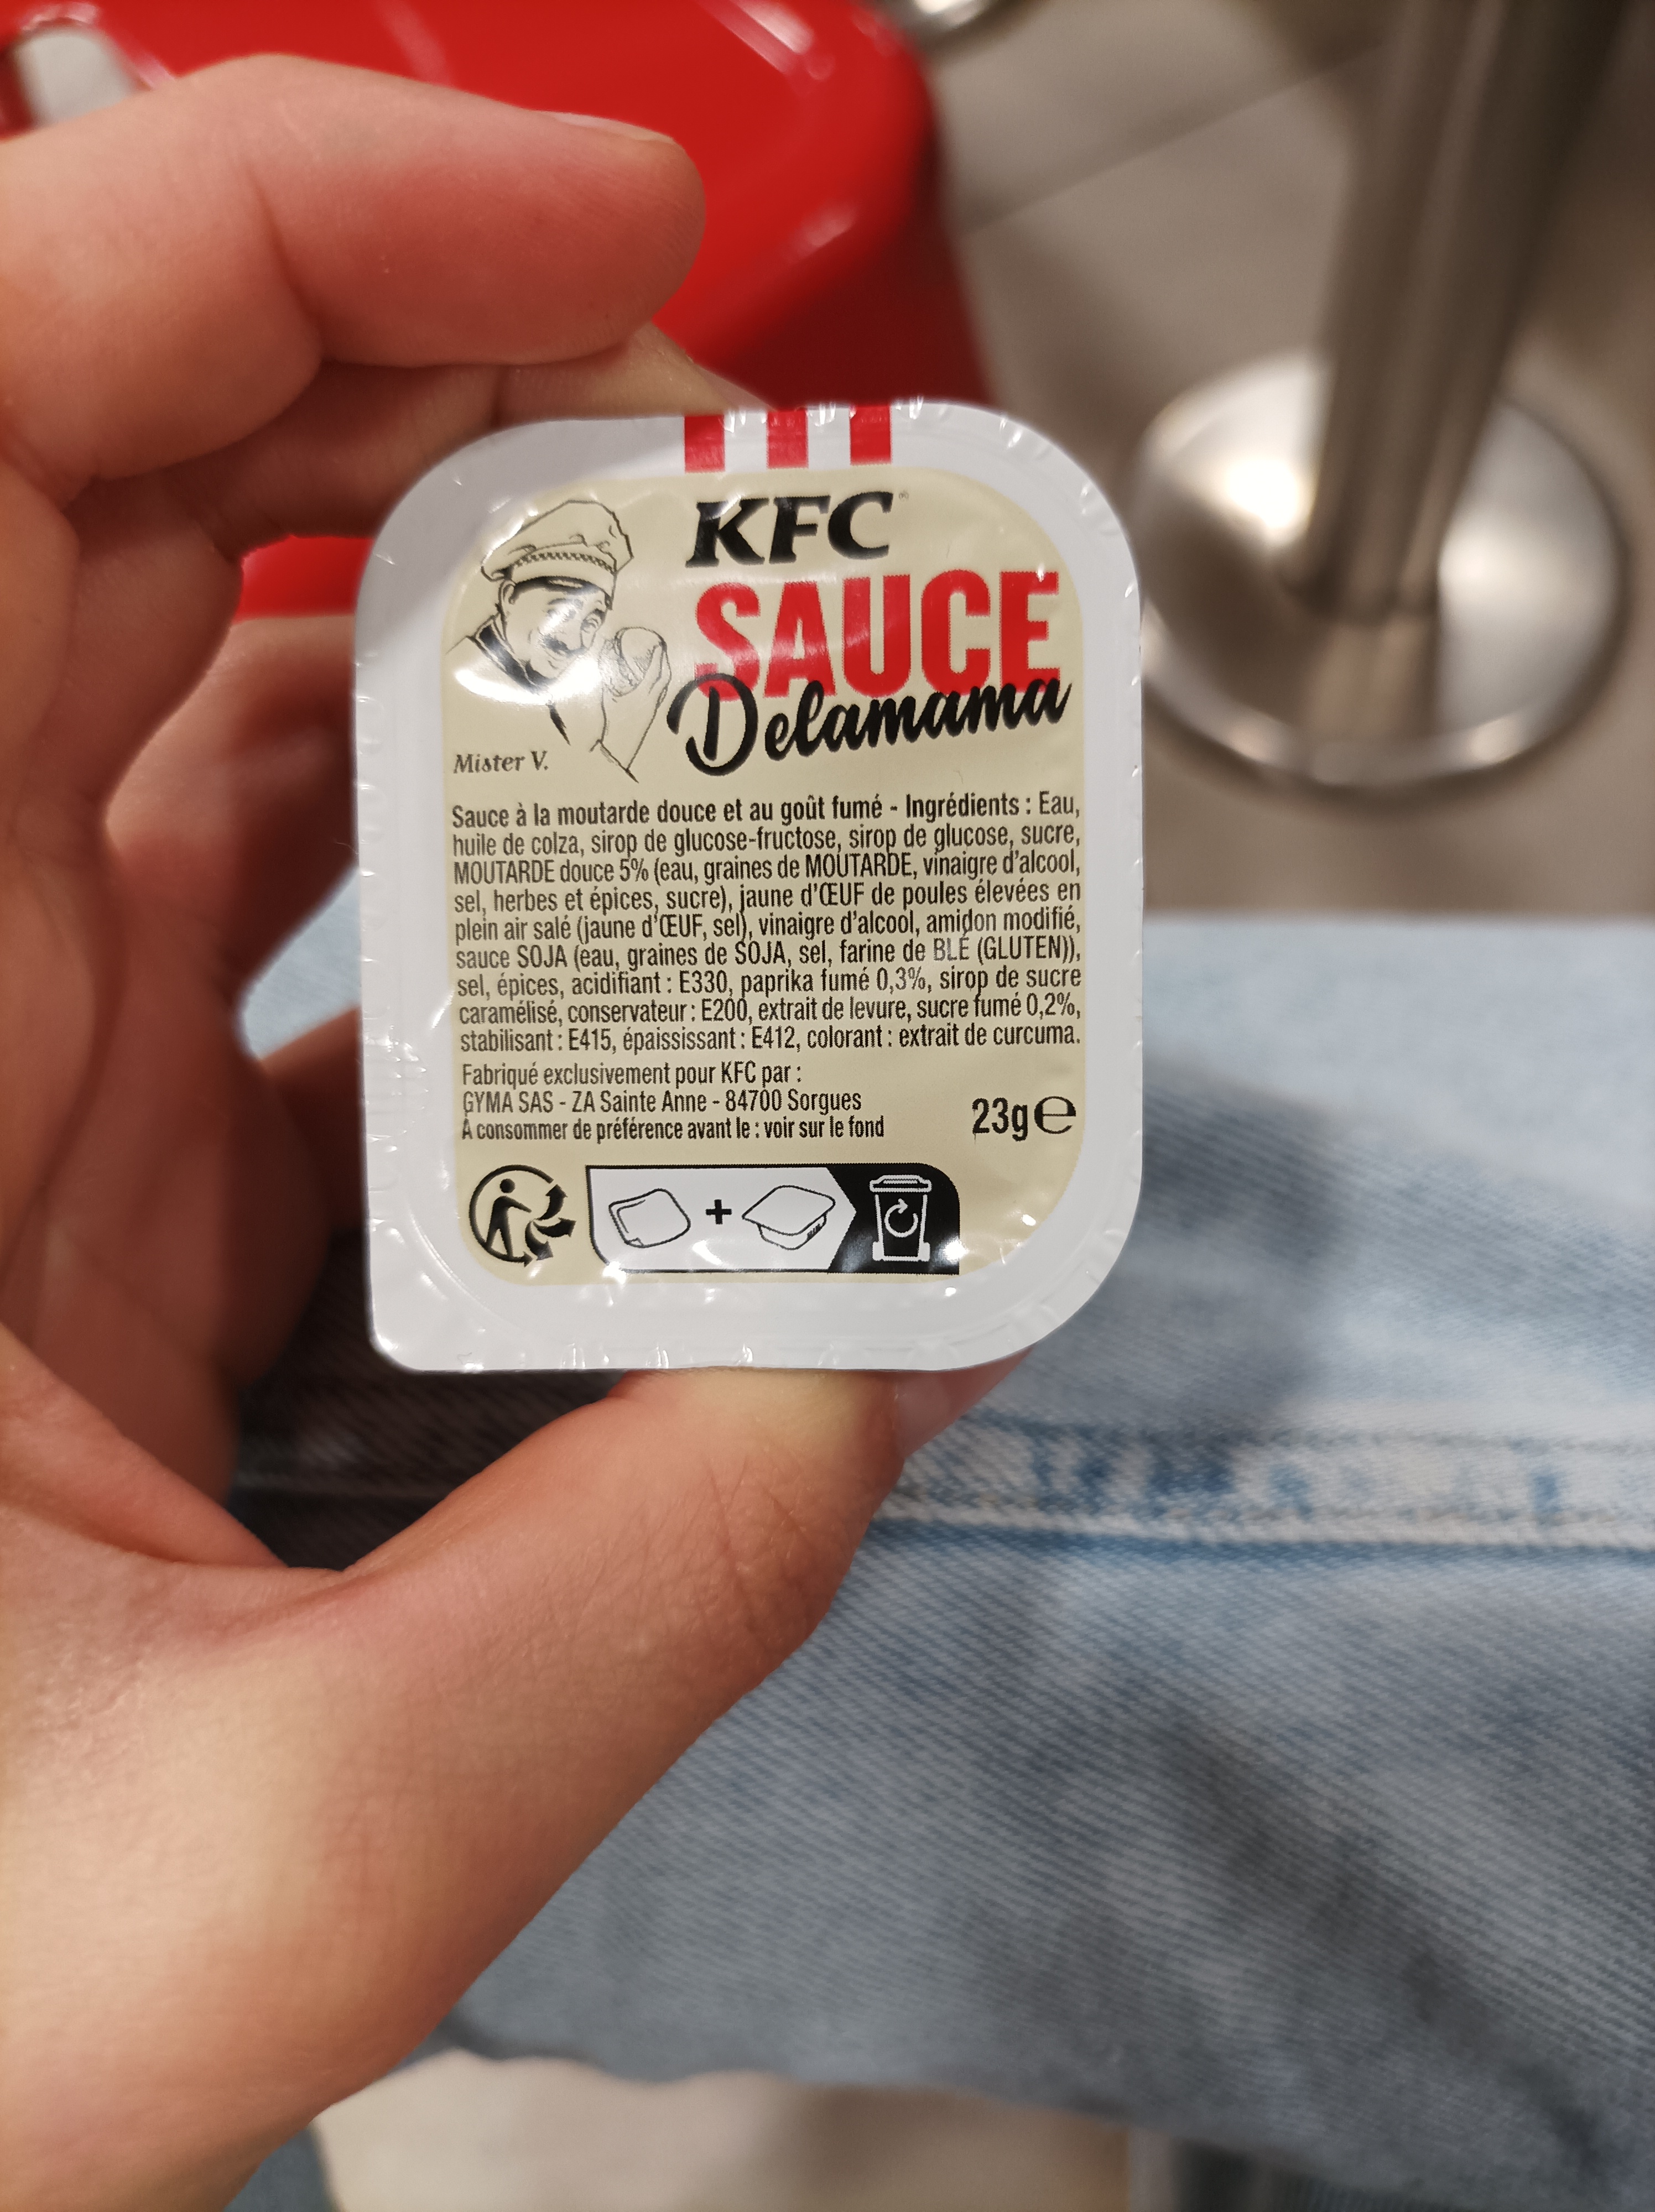 KFC®
SAUCE
Delamama
Mister V.
Sauce à la moutarde douce et au goût fumé - Ingrédients : Eau,
huile de colza, sirop de glucose-fructose, sirop de glucose, sucre,
MOUTARDE douce 5% (eau, graines de MOUTARDE, vinaigre d'alcool,
sel, herbes et épices, sucre), jaune d'ŒUF de poules élevées en
plein air salé (jaune d'ŒUF, sel), vinaigre d'alcool, amidon modifié,
sauce SOJA (eau, graines de SOJA, sel, farine de BLÉ (GLUTEN)),
sel, épices, acidifiant : E330, paprika fumé 0,3%, sirop de sucre
caramélisé, conservateur : E200, extrait de levure, sucre fumé 0,2%,
stabilisant : E415, épaississant : E412, colorant : extrait de curcuma.
Fabriqué exclusivement pour KFC par :
GYMA SAS - ZA Sainte Anne - 84700 Sorgues
À consommer de préférence avant le : voir sur le fond
23g e
+